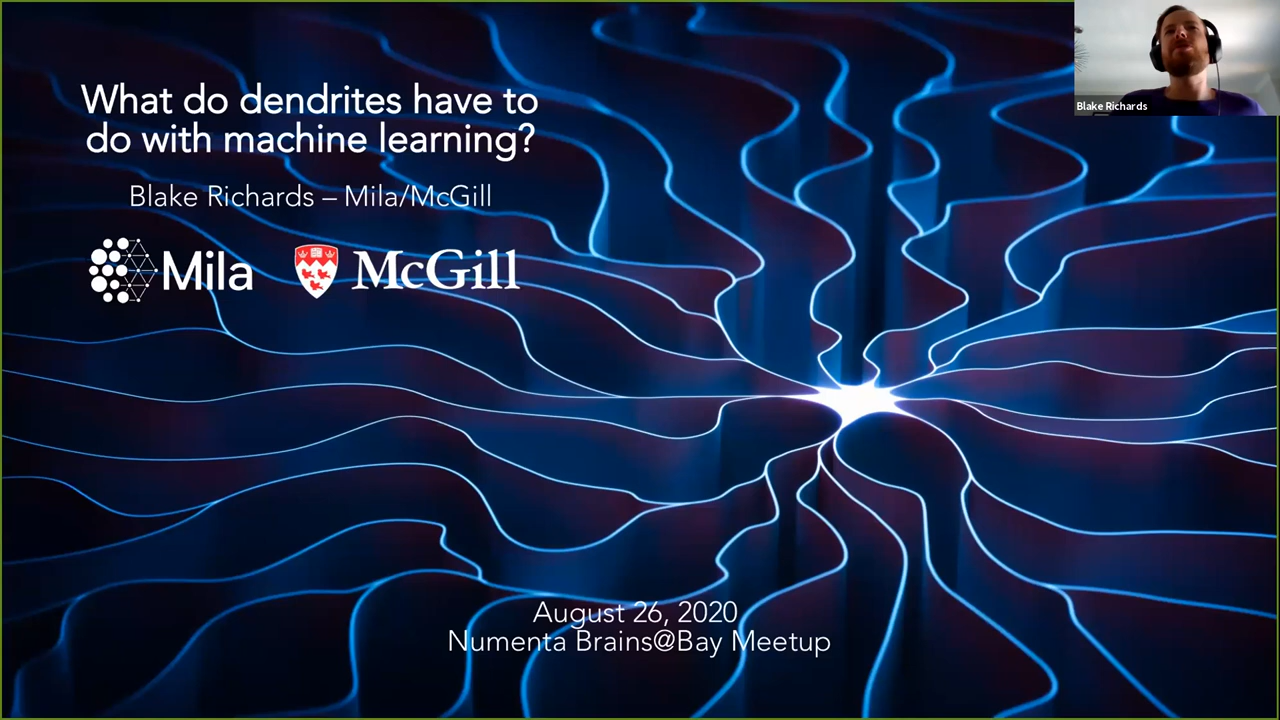 What do dendrites have to
do with machine learning?
Blake Richards – Mila/McGill
Mila
McGill
August 26, 2020
Numenta Brains@Bay Meetup
Blake Richards